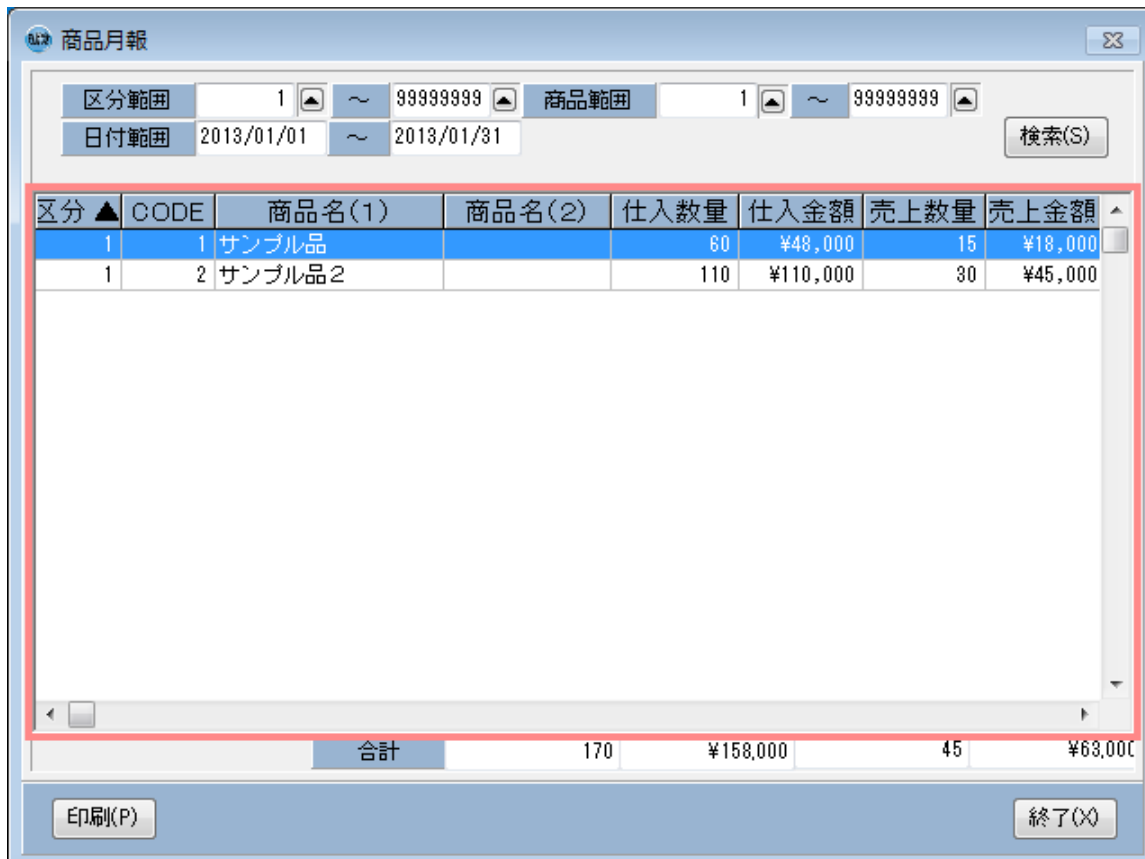 商品月報
区分範囲 1 ～ 99999999 商品範囲 1 ～ 99999999
日付範囲 2013/01/01 ～ 2013/01/31
検索(S)
区分 ▲ CODE 商品名(1) 商品名(2) 仕入数量 仕入金額 売上数量 売上金額
1 1 サンプル品 60 ¥48,000 15 ¥18,000
1 2 サンプル品２ 110 ¥110,000 30 ¥45,000
合計 170 ¥158,000 45 ¥63,000
印刷(P) 終了(X)